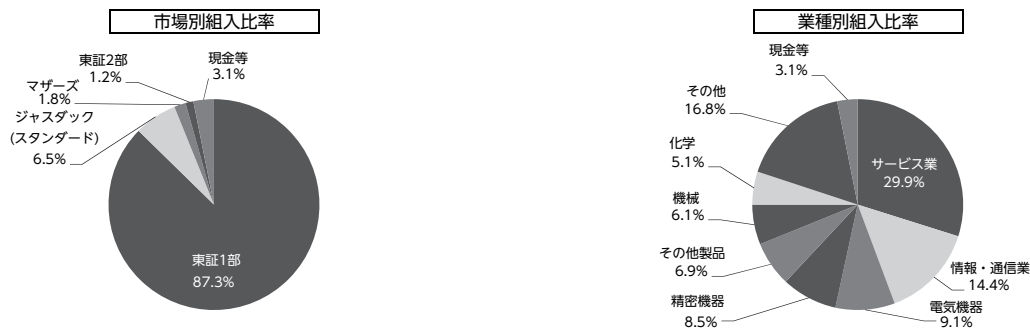 市場別組入比率
東証2部
1.2%
現金等
3.1%
マザーズ
1.8%
ジャスダック
(スタンダード)
6.5%
東証1部
87.3%
業種別組入比率
現金等
3.1%
その他
16.8%
化学
5.1%
機械
6.1%
その他製品
6.9%
精密機器
8.5%
サービス業
29.9%
情報・通信業
14.4%
電気機器
9.1%